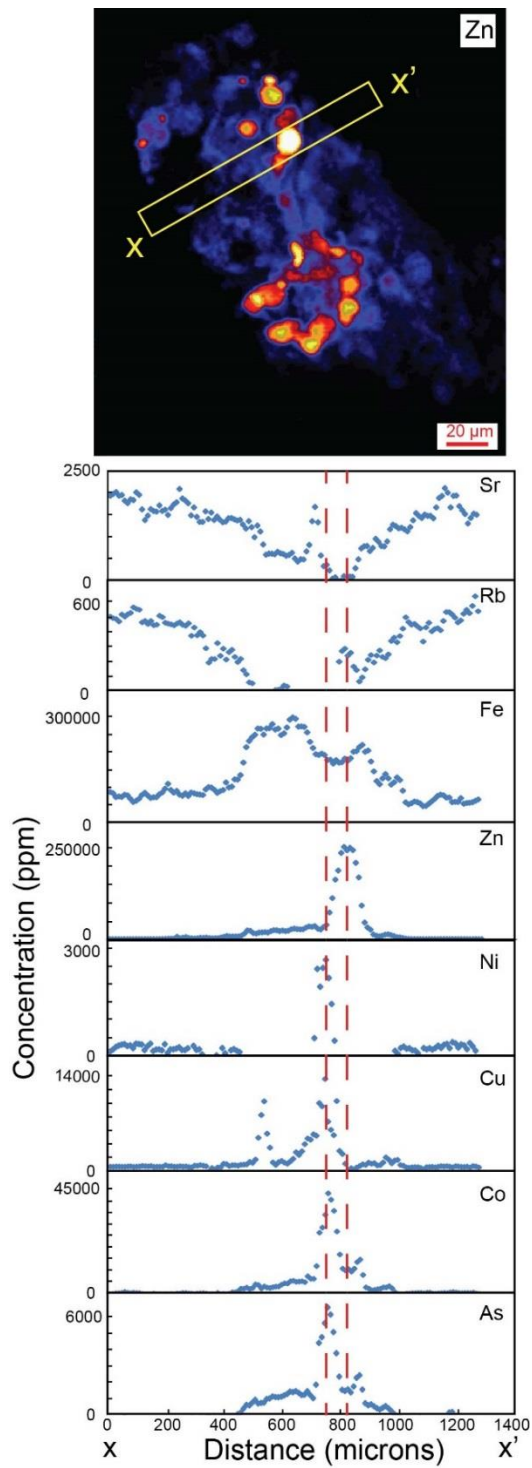 Zn
x'
x
20 µm
2500
0
Sr
600
0
Rb
300000
0
Fe
250000
0
Zn
3000
0
Ni
14000
0
Cu
45000
0
Co
6000
0
As
Concentration (ppm)
0 200 400 600 800 1000 1200 1400
x Distance (microns) x'